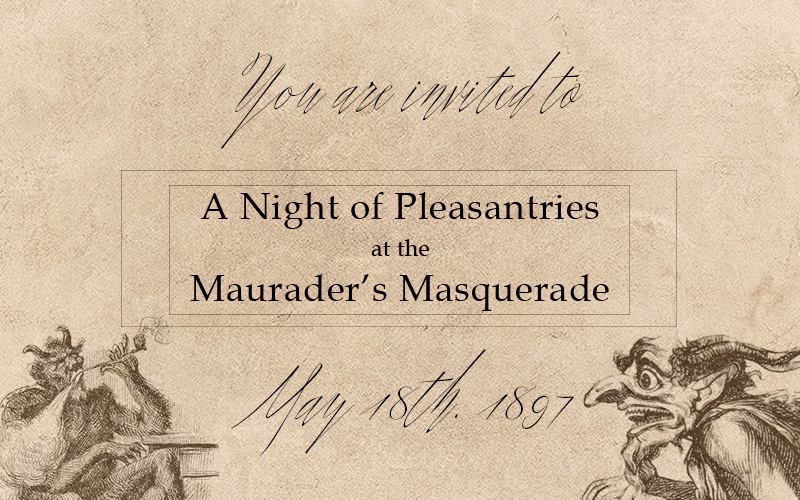 You are invited to
A Night of Pleasantries
at the
Maurader’s Masquerade
May 18th. 1897